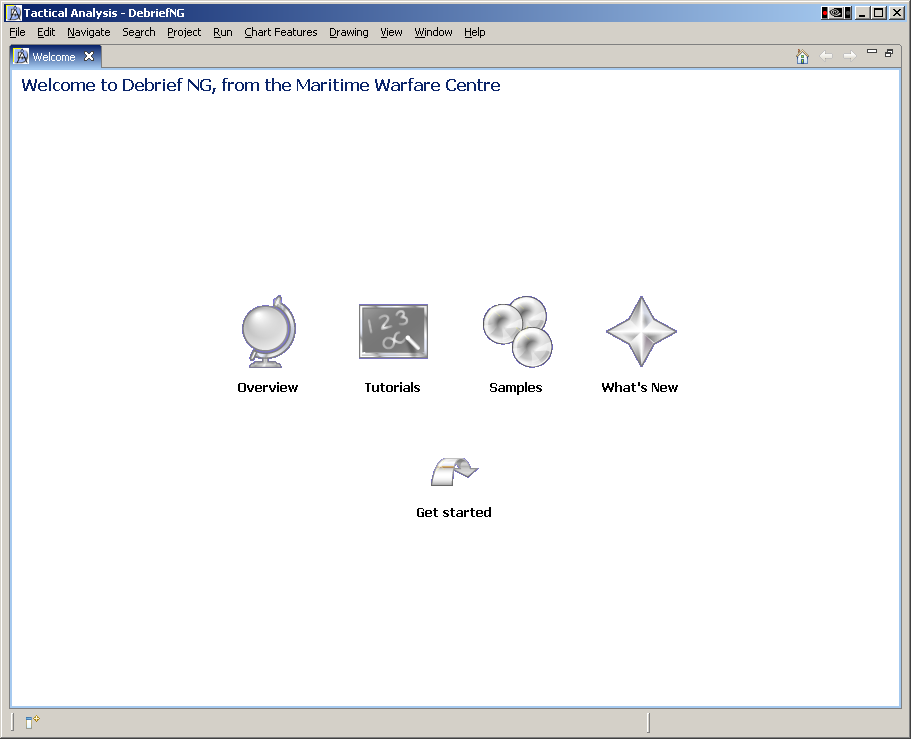 Tactical Analysis - DebriefNG
File Edit Navigate Search Project Run Chart Features Drawing View Window Help
Welcome
Welcome to Debrief NG, from the Maritime Warfare Centre
1 2 3
Overview Tutorials Samples What's New
Get started